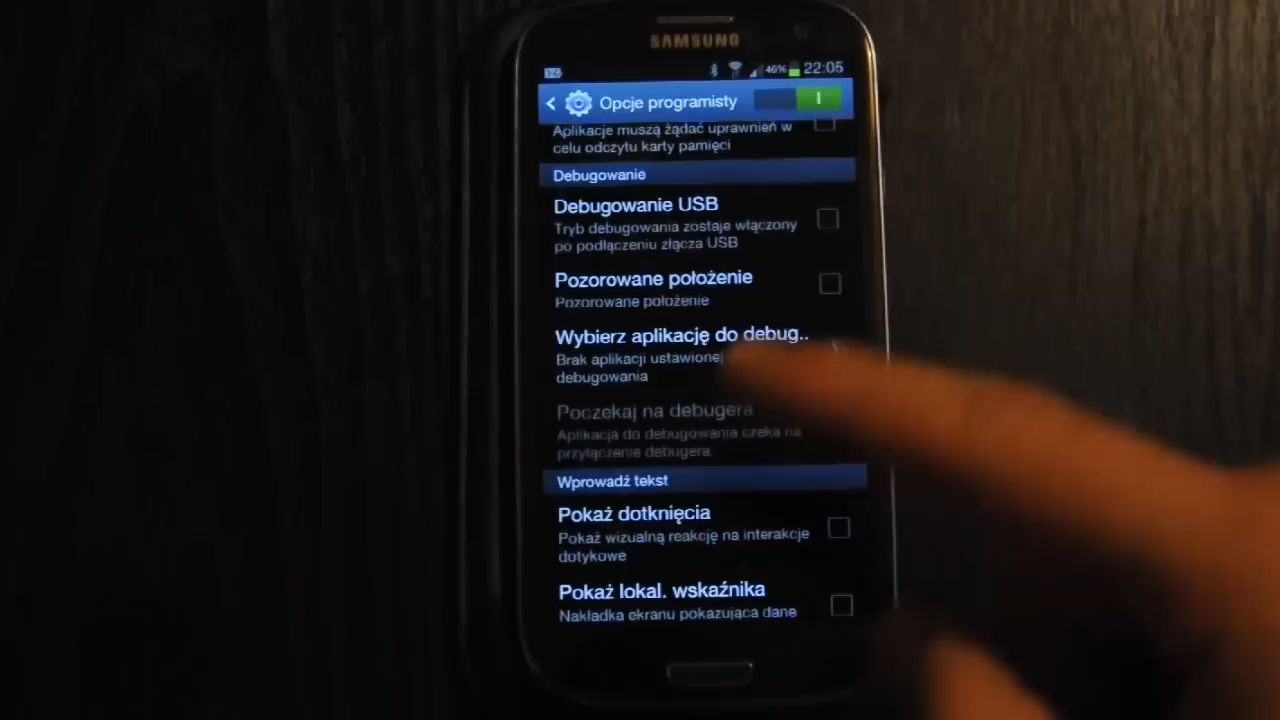 SAMSUNG
46% 22:05
Opcje programisty
Aplikacje muszą żądać uprawnień w
celu odczytu karty pamięci
Debugowanie
Debugowanie USB
Tryb debugowania zostaje włączony
po podłączeniu złącza USB
Pozorowane położenie
Pozorowane położenie
Wybierz aplikację do debug..
Brak aplikacji ustawionej
debugowania
Poczekaj na debugera
Aplikacja do debugowania czeka na
przyłączenie debugera.
Wprowadź tekst
Pokaż dotknięcia
Pokaż wizualną reakcję na interakcje
dotykowe
Pokaż lokal. wskaźnika
Nakładka ekranu pokazująca dane